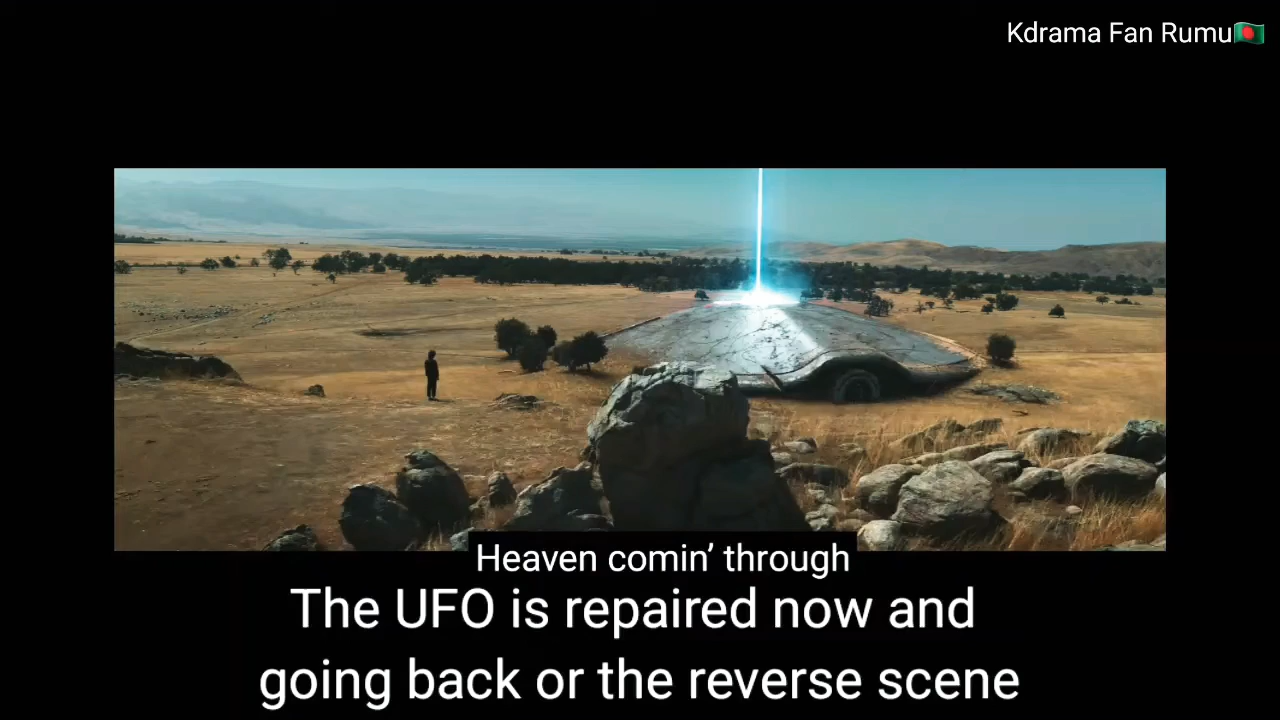 Kdrama Fan Rumu🇧🇩
Heaven comin’ through
The UFO is repaired now and
going back or the reverse scene